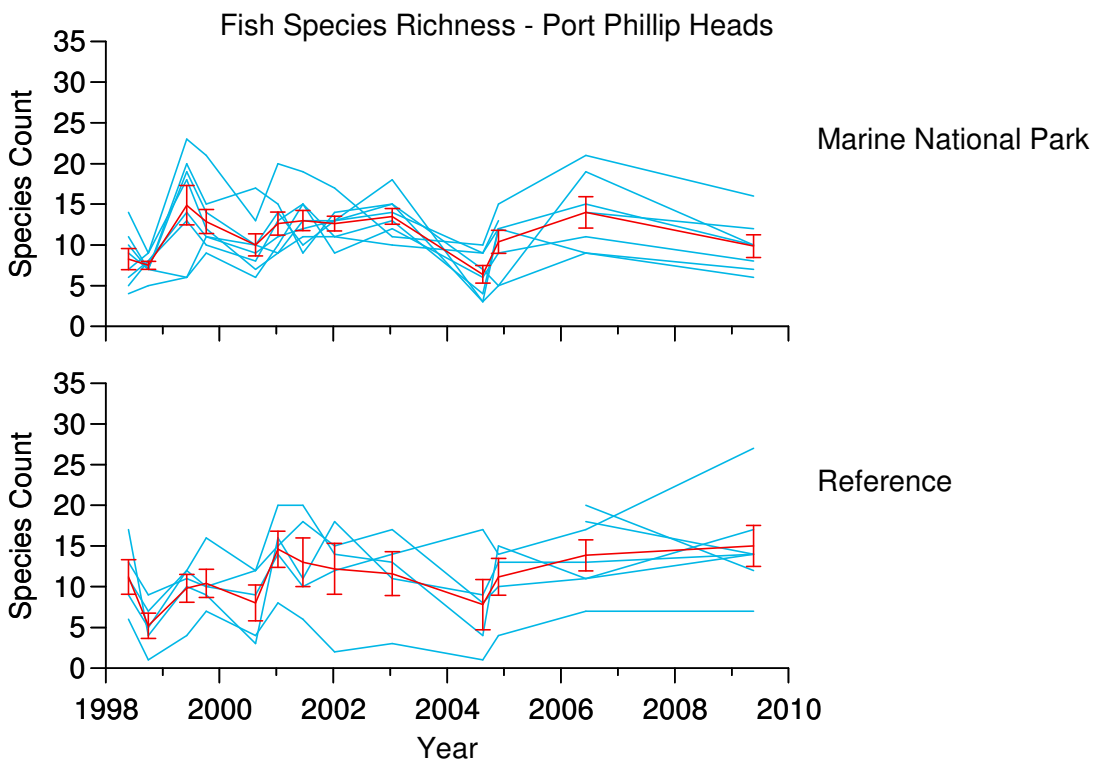 Fish Species Richness - Port Phillip Heads
35
30
25
20
15
10
5
0
Species Count
Marine National Park
35
30
25
20
15
10
5
0
Species Count
Reference
1998 2000 2002 2004 2006 2008 2010
Year